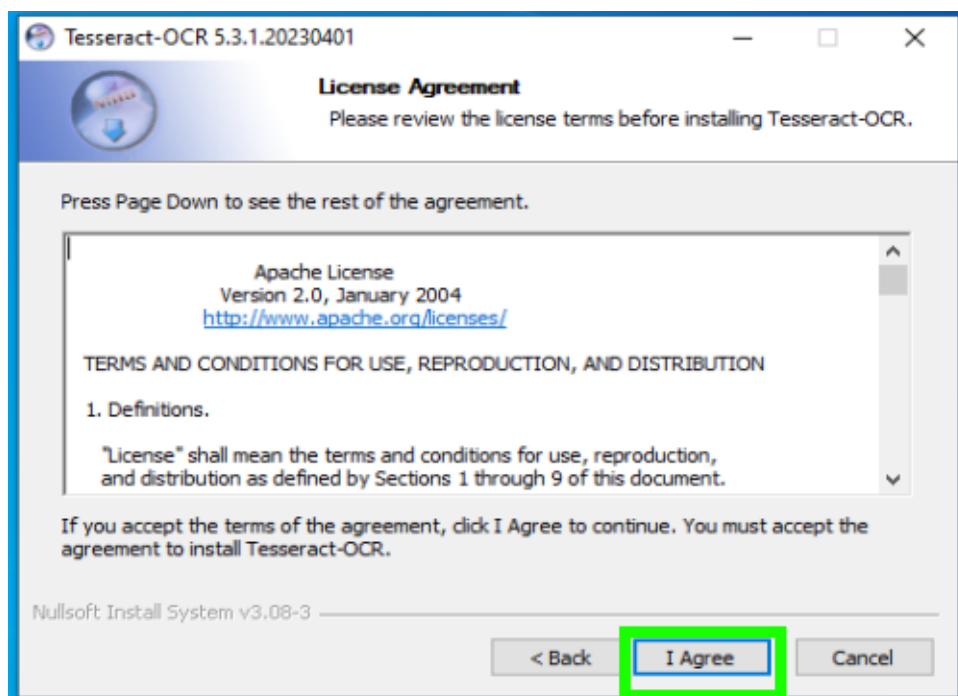 Tesseract-OCR 5.3.1.20230401
License Agreement
Please review the license terms before installing Tesseract-OCR.
Press Page Down to see the rest of the agreement.
Apache License
Version 2.0, January 2004
http://www.apache.org/licenses/
TERMS AND CONDITIONS FOR USE, REPRODUCTION, AND DISTRIBUTION
1. Definitions.
"License" shall mean the terms and conditions for use, reproduction,
and distribution as defined by Sections 1 through 9 of this document.
If you accept the terms of the agreement, click I Agree to continue. You must accept the
agreement to install Tesseract-OCR.
Nullsoft Install System v3.08-3
< Back I Agree Cancel